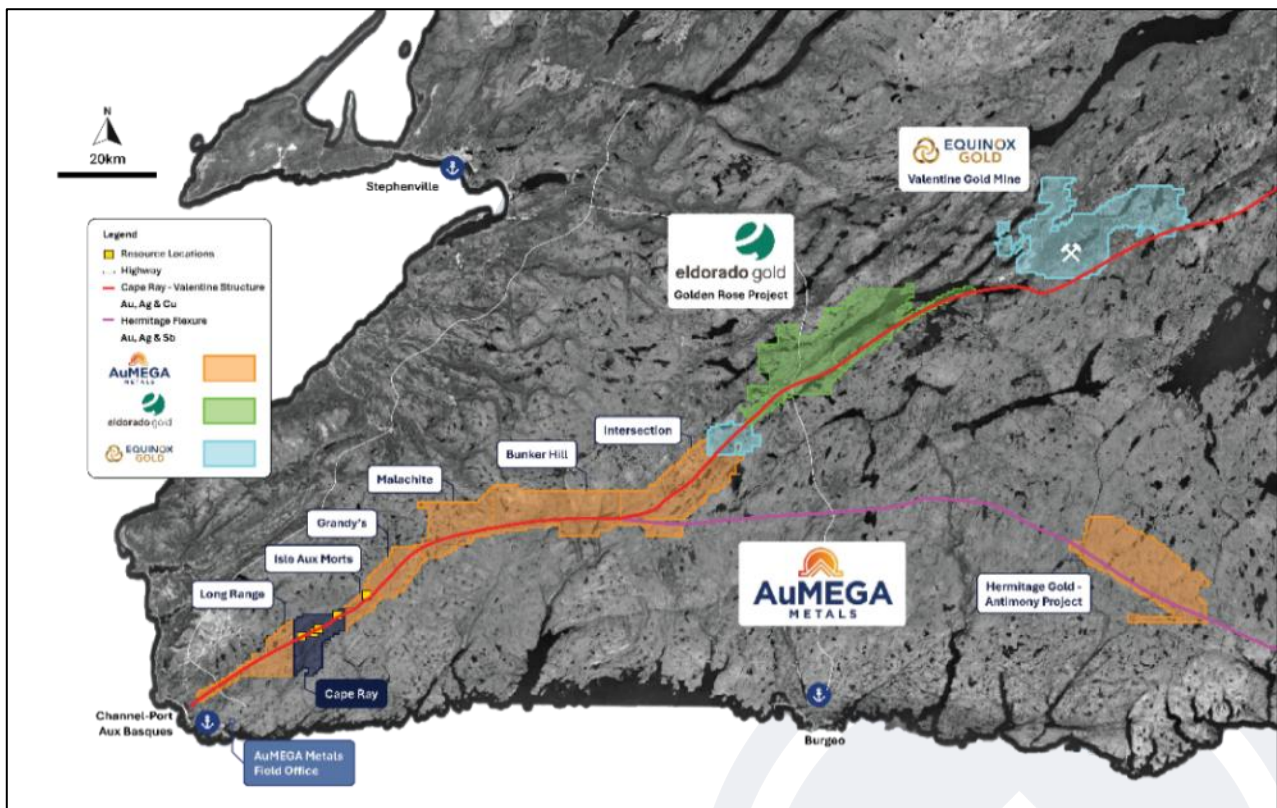 N
20km
Stephenville
EQUINOX
GOLD
Valentine Gold Mine
eldorado gold
Golden Rose Project
Legend
Resource Locations
Highway
Cape Ray - Valentine Structure
Au, Ag & Cu
Hermitage Flexure
Au, Ag & Sb
AuMEGA
METALS
eldorado gold
EQUINOX
GOLD
Intersection
Bunker Hill
Malachite
Grandy's
Isle Aux Morts
Long Range
Cape Ray
AuMEGA
METALS
Hermitage Gold -
Antimony Project
Channel-Port
Aux Basques
AuMEGA Metals
Field Office
Burgeo